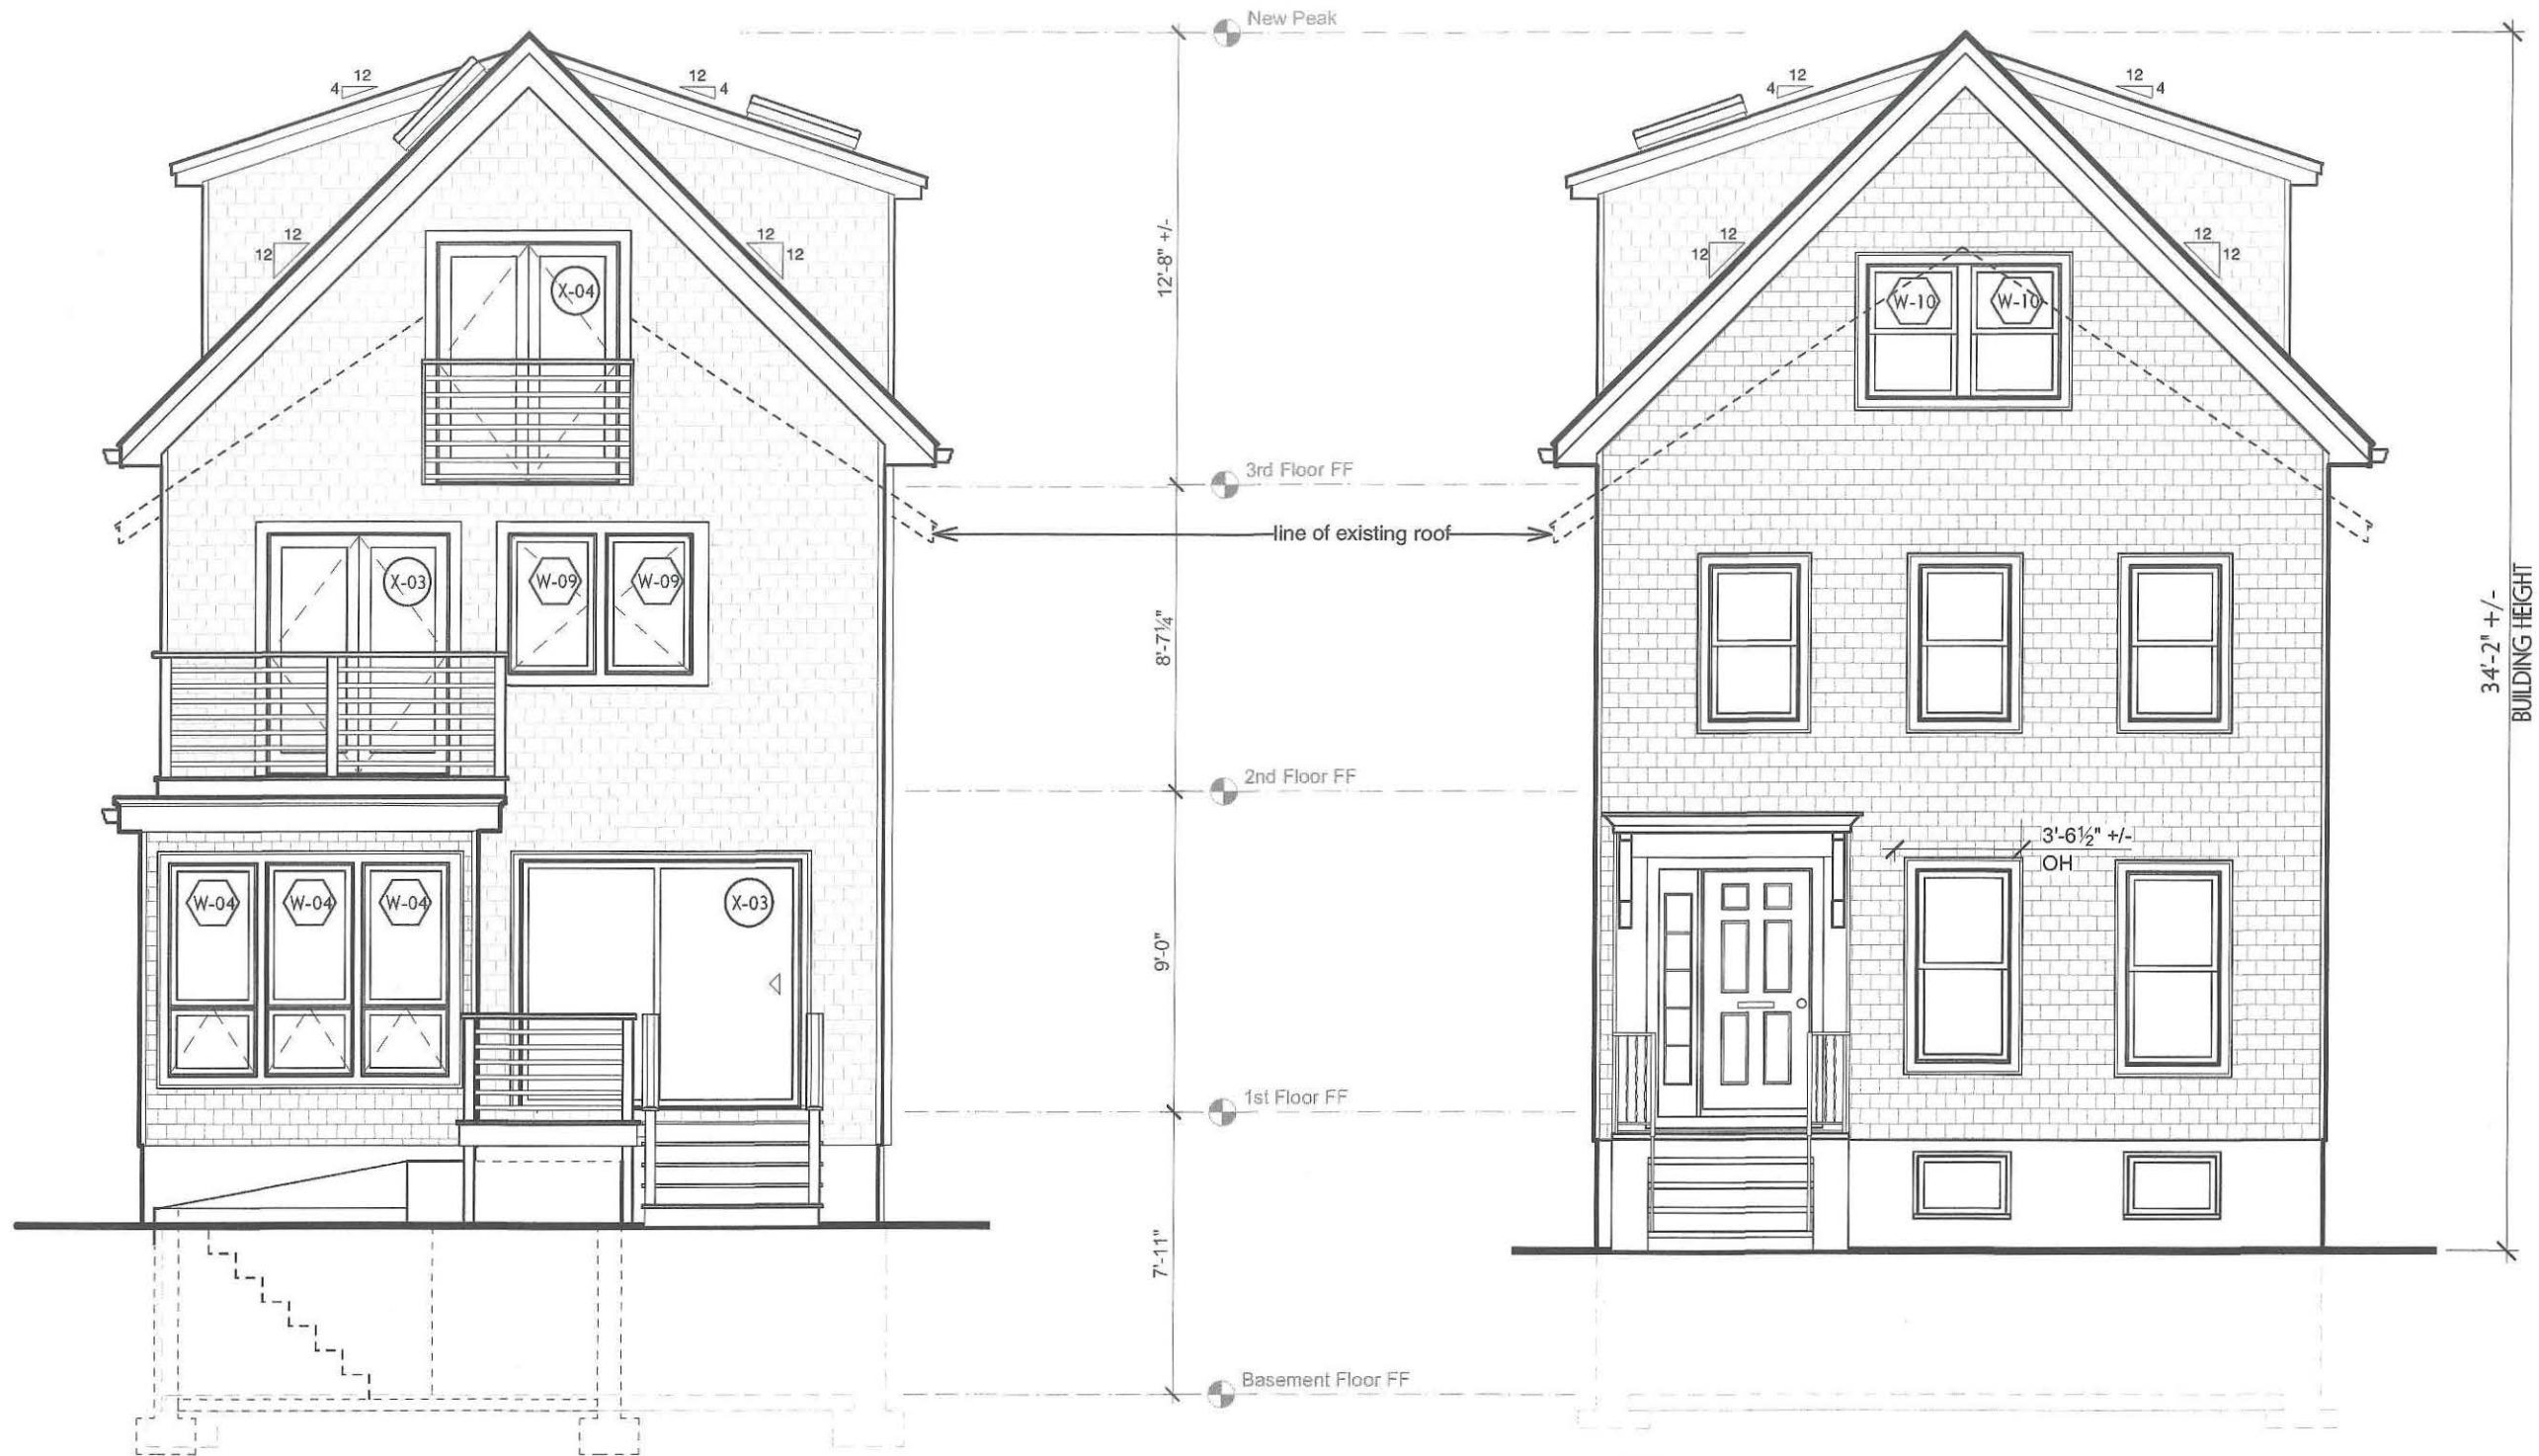 New Peak
12
4
12
4
12
4
12
4
12
12
12
12
12
12
12
12
X-04
12'-8" +/-
W-10
W-10
3rd Floor FF
line of existing roof
X-03
W-09
W-09
8'-7¼"
34'-2" +/-
BUILDING HEIGHT
2nd Floor FF
3'-6½" +/-
OH
W-04
W-04
W-04
X-03
9'-0"
1st Floor FF
7'-11"
Basement Floor FF